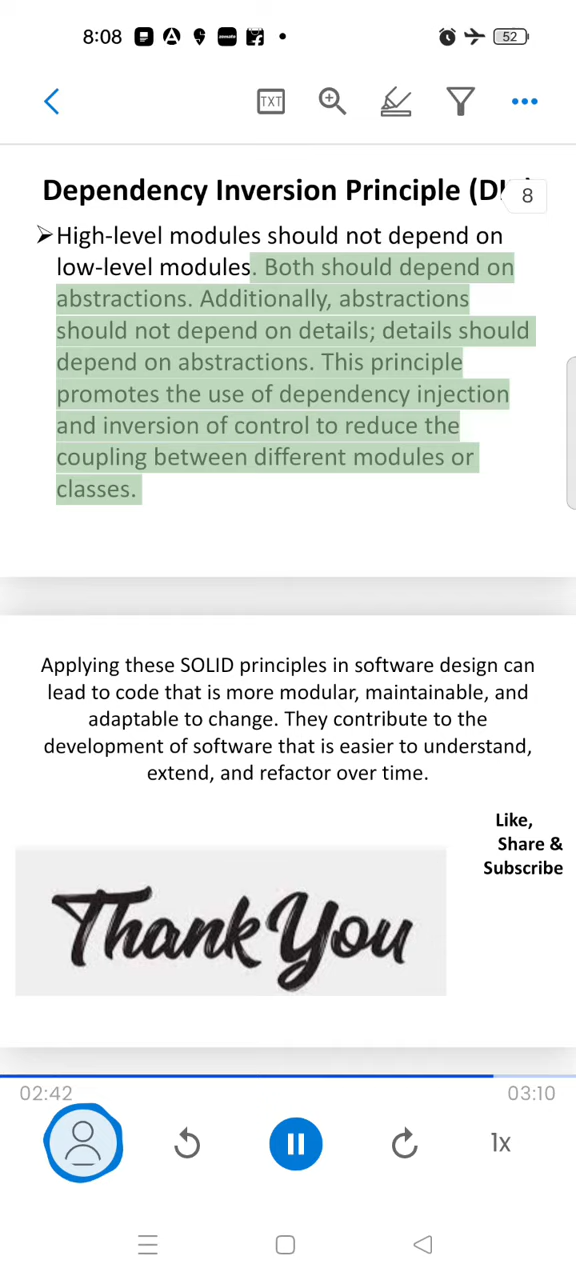 8:08
52
TXT
Dependency Inversion Principle (DI
8
➢High-level modules should not depend on
low-level modules. Both should depend on
abstractions. Additionally, abstractions
should not depend on details; details should
depend on abstractions. This principle
promotes the use of dependency injection
and inversion of control to reduce the
coupling between different modules or
classes.
Applying these SOLID principles in software design can
lead to code that is more modular, maintainable, and
adaptable to change. They contribute to the
development of software that is easier to understand,
extend, and refactor over time.
Like,
Share &
Subscribe
Thank You
02:42
03:10
1x